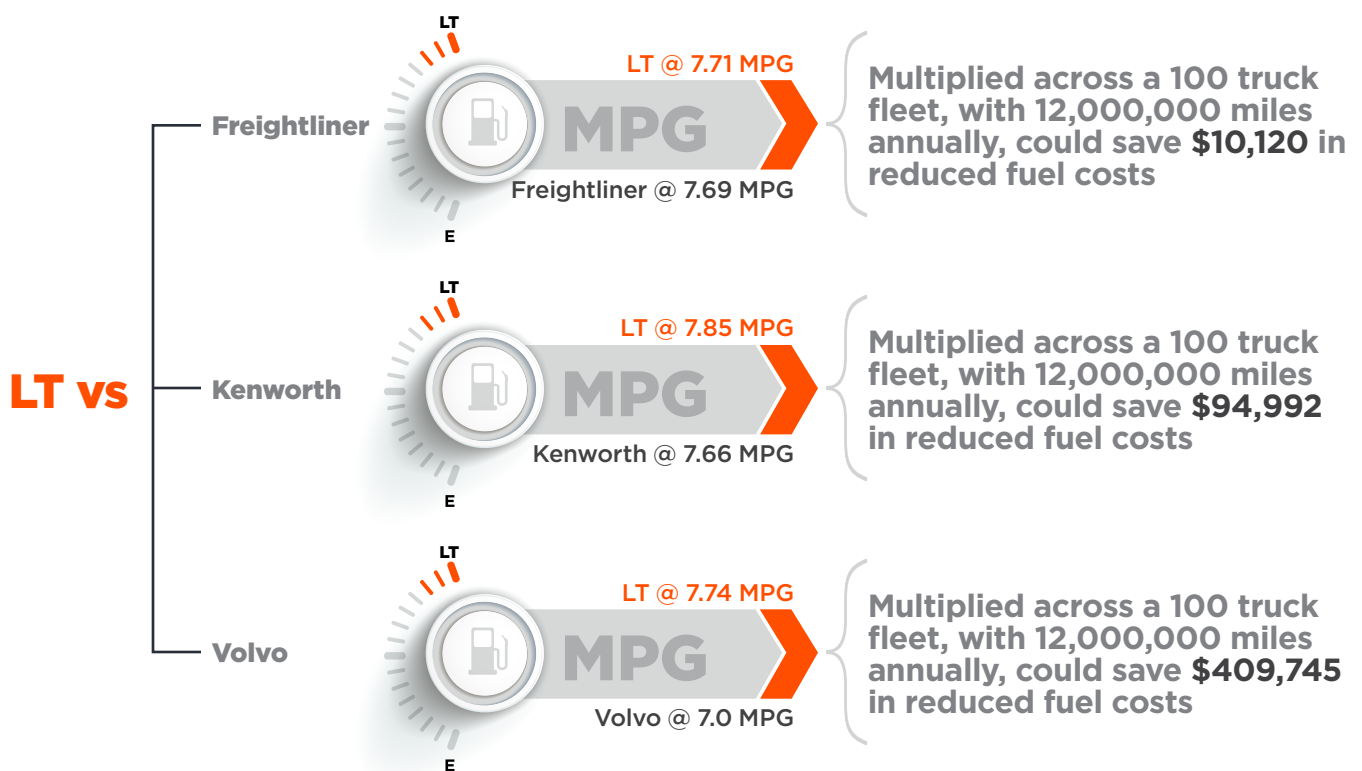 LT vs
Freightliner
LT
LT @ 7.71 MPG
MPG
Freightliner @ 7.69 MPG
E
Multiplied across a 100 truck
fleet, with 12,000,000 miles
annually, could save $10,120 in
reduced fuel costs
Kenworth
LT
LT @ 7.85 MPG
MPG
Kenworth @ 7.66 MPG
E
Multiplied across a 100 truck
fleet, with 12,000,000 miles
annually, could save $94,992
in reduced fuel costs
Volvo
LT
LT @ 7.74 MPG
MPG
Volvo @ 7.0 MPG
E
Multiplied across a 100 truck
fleet, with 12,000,000 miles
annually, could save $409,745
in reduced fuel costs